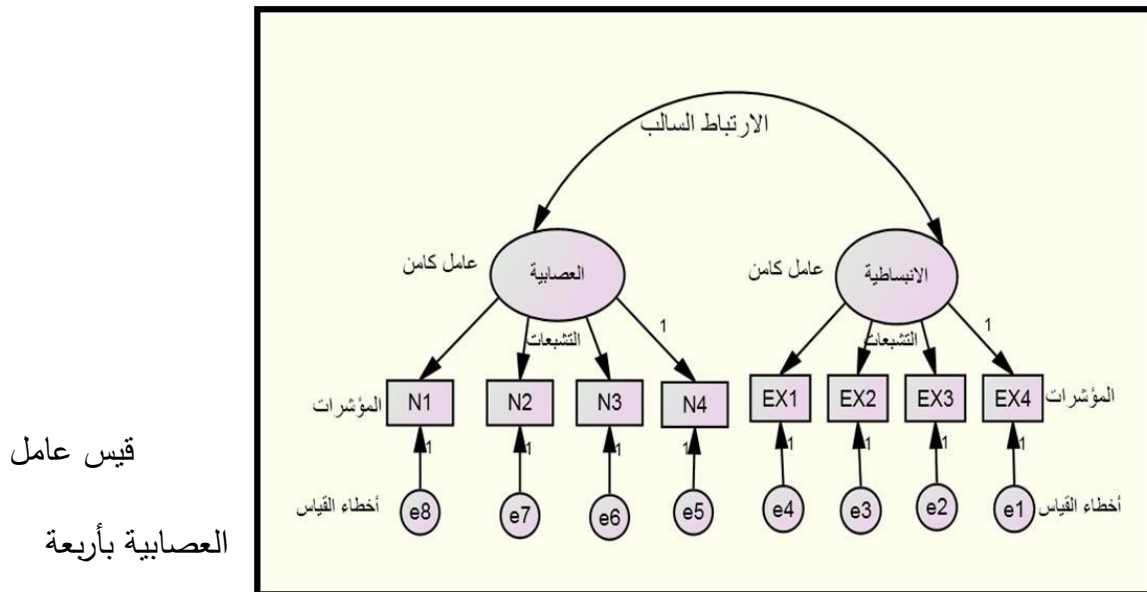 الارتباط السالب
عامل كامن
الانبساطية
عامل كامن
العصابية
1
1
التشبعات
التشبعات
المؤشرات
EX4
EX3
EX2
EX1
N4
N3
N2
N1
المؤشرات
1
1
1
1
1
1
1
1
أخطاء القياس
e1
e2
e3
e4
e5
e6
e7
e8
أخطاء القياس
قيس عامل
العصابية بأربعة